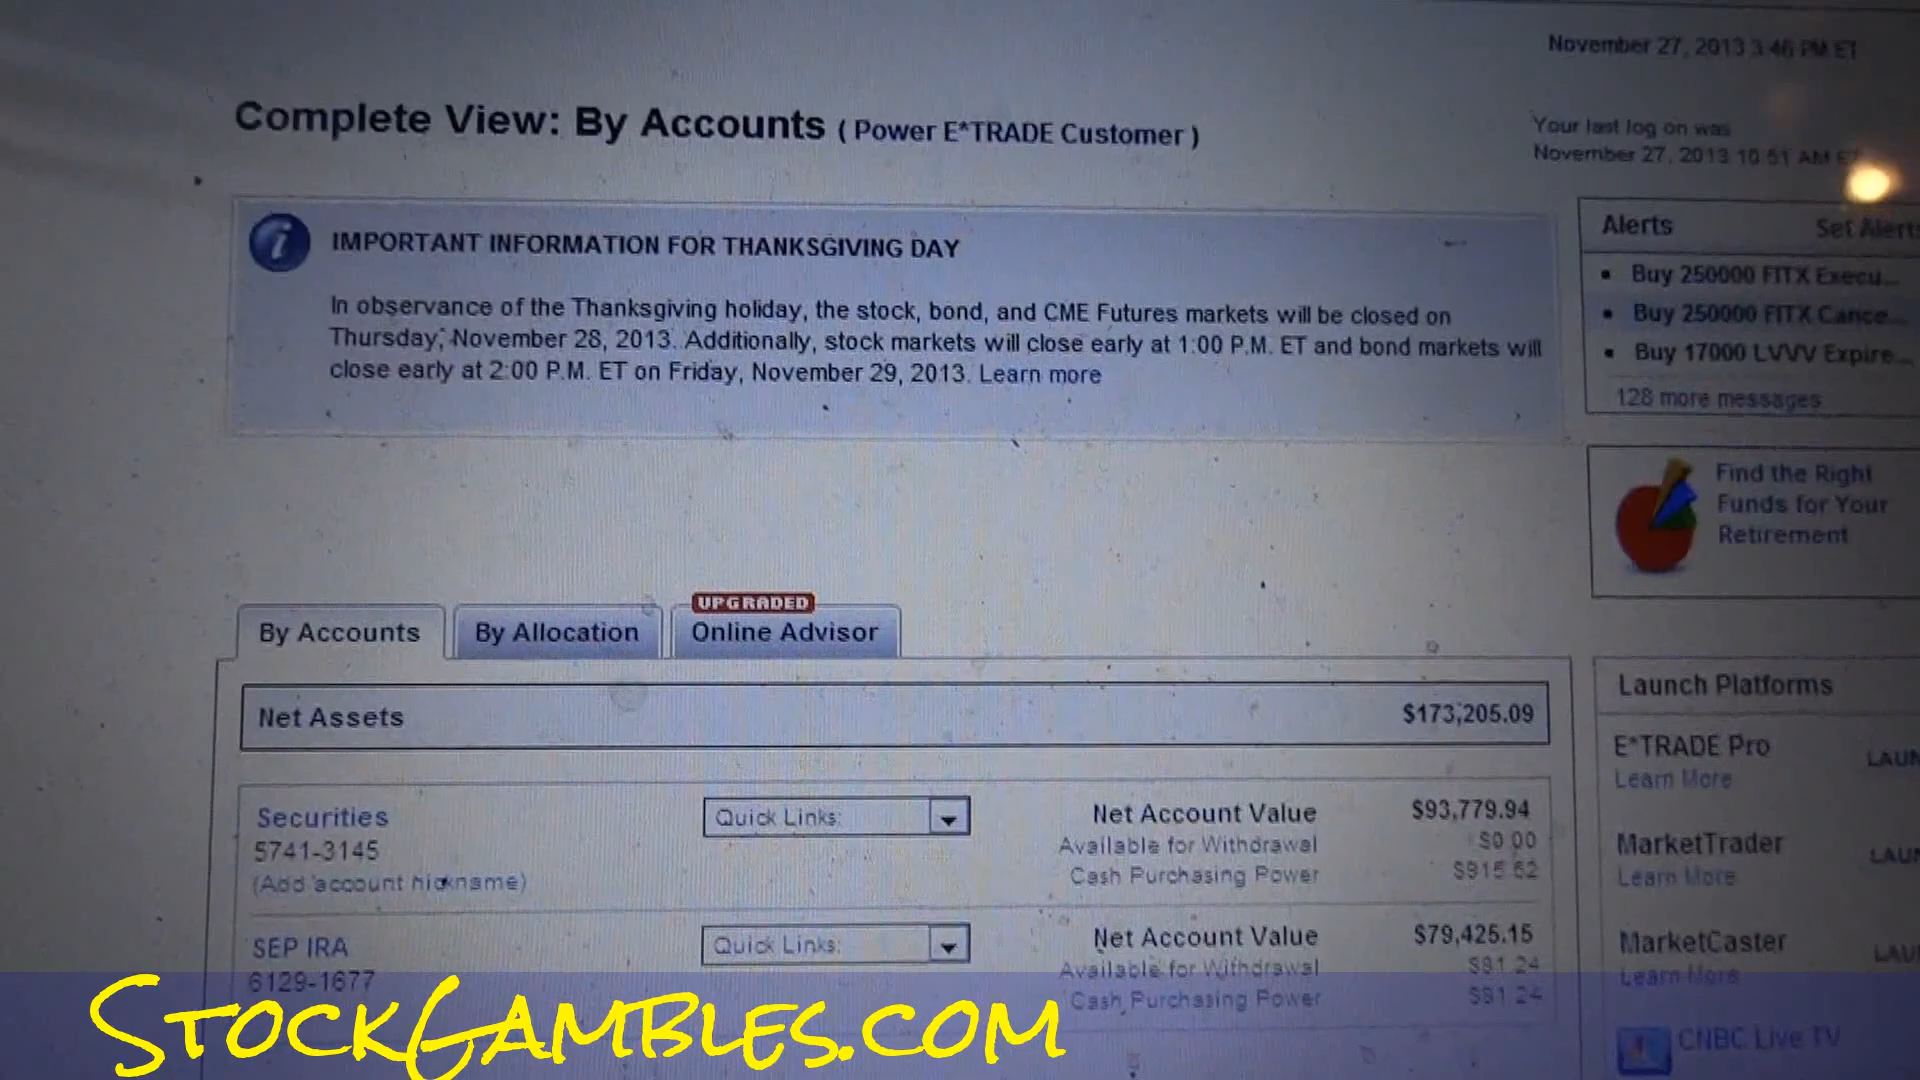 November 27, 2013 3:46 PM ET
Complete View: By Accounts ( Power E*TRADE Customer )
Your last log on was
November 27, 2013 10:51 AM ET
IMPORTANT INFORMATION FOR THANKSGIVING DAY
In observance of the Thanksgiving holiday, the stock, bond, and CME Futures markets will be closed on
Thursday, November 28, 2013. Additionally, stock markets will close early at 1:00 P.M. ET and bond markets will
close early at 2:00 P.M. ET on Friday, November 29, 2013. Learn more
Alerts Set Alerts
• Buy 250000 FITX Execu...
• Buy 250000 FITX Cance...
• Buy 17000 LVVV Expire...
128 more messages
Find the Right
Funds for Your
Retirement
UPGRADED
By Accounts By Allocation Online Advisor
Net Assets $173,205.09
Securities Quick Links: Net Account Value $93,779.94
5741-3145 Available for Withdrawal $0.00
(Add account nickname) Cash Purchasing Power $915.62
SEP IRA Quick Links: Net Account Value $79,425.15
6129-1677 Available for Withdrawal $81.24
Cash Purchasing Power $81.24
Launch Platforms
E*TRADE Pro LAUN
Learn More
MarketTrader LAUN
Learn More
MarketCaster LAU
Learn More
CNBC Live TV
StockGambles.com